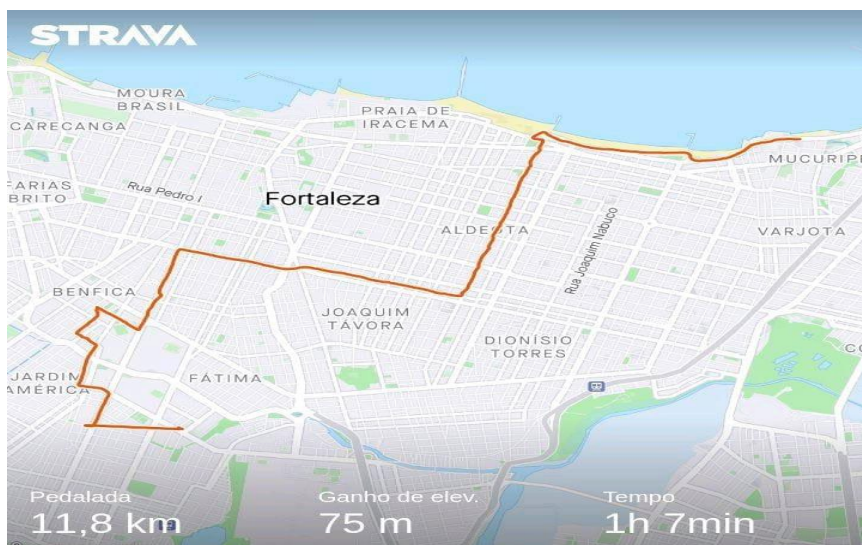 STRAVA
MOURA
BRASIL
PRAIA DE
IRACEMA
CARECANGA
MUCURIPE
FARIAS
BRITO
Rua Pedro I
Fortaleza
ALDEOTA
Rua Joaquim Nabuco
VARJOTA
BENFICA
JOAQUIM
TÁVORA
DIONÍSIO
TORRES
JARDIM
AMÉRICA
FÁTIMA
CO
Pedalada
Ganho de elev.
Tempo
11,8 km
75 m
1h 7min